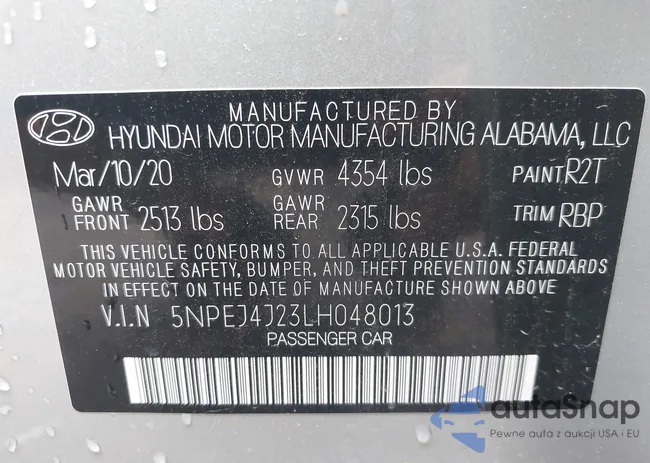 MANUFACTURED BY
HYUNDAI MOTOR MANUFACTURING ALABAMA, LLC
Mar/10/20 GVWR 4354 lbs PAINT R2T
GAWR FRONT 2513 lbs GAWR REAR 2315 lbs TRIM RBP
THIS VEHICLE CONFORMS TO ALL APPLICABLE U.S.A. FEDERAL
MOTOR VEHICLE SAFETY, BUMPER, AND THEFT PREVENTION STANDARDS
IN EFFECT ON THE DATE OF MANUFACTURE SHOWN ABOVE.
V.I.N 5NPEJ4J23LH048013
PASSENGER CAR
autaSnap
Pewne auta z aukcji USA i EU